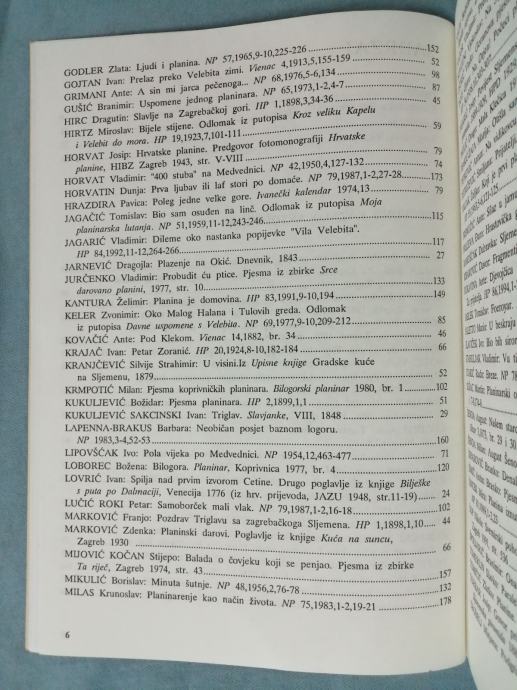 GODLER Zlata: Ljudi i planina. NP 57,1965,9-10,225-226 152
GOJTAN Ivan: Prelaz preko Velebita zimi. Vienac 4,1913,5,155-159 52
GRIMANI Ante: A sin mi jarca pečenoga... NP 68,1976,5-6,134 98
GUŠIĆ Branimir: Uspomene jednog planinara. NP 65,1973,1-2,4-7 87
HIRC Dragutin: Slavlje na Zagrebačkoj gori. HP 1,1898,3,34-36 45
HIRTZ Miroslav: Bijele stijene. Odlomak iz putopisa Kroz veliku Kapelu
i Velebit do mora. HP 19,1923,7,101-111 59
HORVAT Josip: Hrvatske planine. Predgovor fotomonografiji Hrvatske
planine, HIBZ Zagreb 1943, str. V-VIII 79
HORVAT Vladimir: "400 stuba" na Medvednici. NP 42,1950,4,127-132 74
HORVATIN Dunja: Prva ljubav ili laf stori po domaće. NP 79,1987,1-2,27-28 173
HRAZDIRA Pavica: Poleg jedne velke gore. Ivanečki kalendar 1974,13 79
JAGAČIĆ Tomislav: Bio sam osuđen na linč. Odlomak iz putopisa Moja
planinarska lutanja. NP 51,1959,11-12,243-246 115
JAGARIĆ Vladimir: Dileme oko nastanka popijevke "Vila Velebita".
HP 84,1992,11-12,264-266 117
JARNEVIĆ Dragojla: Plazenje na Okić. Dnevnik, 1843 27
JURČENKO Vladimir: Probudit ću ptice. Pjesma iz zbirke Srce
darovano planini, 1977, str. 10 133
KANTURA Želimir: Planina je domovina. HP 83,1991,9-10,194 149
KELER Zvonimir: Oko Malog Halana i Tulovih greda. Odlomak
iz putopisa Davne uspomene s Velebita. NP 69,1977,9-10,209-212 85
KOVAČIĆ Ante: Pod Klekom. Vienac 14,1882, br. 34 46
KRAJAČ Ivan: Petar Zoranić. HP 20,1924,8-10,182-184 66
KRANJČEVIĆ Silvije Strahimir: U visini.Iz Upisne knjige Gradske kuće
na Sljemenu, 1879 52
KRMPOTIĆ Milan: Pjesma koprivničkih planinara. Bilogorski planinar 1980, br. 1 102
KUKULJEVIĆ Božidar: Pjesma planinara. HP 2,1899,1,1 51
KUKULJEVIĆ SAKCINSKI Ivan: Triglav. Slavjanke, VIII, 1848 29
LAPENNA-BRAKUS Barbara: Neobičan posjet baznom logoru.
NP 1983,3-4,52-53 160
LIPOVŠĆAK Ivo: Pola vijeka po Medvednici. NP 1954,12,463-477 71
LOBOREC Božena: Bilogora. Planinar, Koprivnica 1977, br. 4 120
LOVRIĆ Ivan: Spilja nad prvim izvorom Cetine. Drugo poglavlje iz knjige Bilješke
s puta po Dalmaciji, Venecija 1776 (iz hrv. prijevoda, JAZU 1948, str.11-19) 24
LUČIĆ ROKI Petar: Samoborček mali vlak. NP 79,1987,1-2,16-18 102
MARKOVIĆ Franjo: Pozdrav Triglavu sa zagrebačkoga Sljemena. HP 1,1898,1,10 44
MARKOVIĆ Zdenka: Planinski darovi. Poglavlje iz knjige Kuća na suncu,
Zagreb 1930 66
MIJOVIĆ KOČAN Stijepo: Balada o čovjeku koji se penjao. Pjesma iz zbirke
Ta riječ, Zagreb 1974, str. 43 157
MIKULIĆ Borislav: Minuta šutnje. NP 48,1956,2,76-78 132
MILAS Krunoslav: Planinarenje kao način života. NP 75,1983,1-2,19-21 178
6